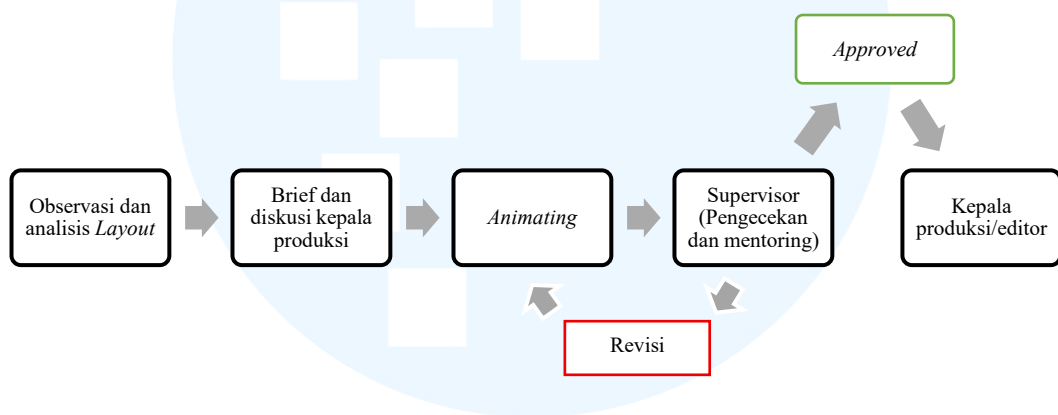 Approved
Observasi dan
analisis Layout
Brief dan
diskusi kepala
produksi
Animating
Supervisor
(Pengecekan
dan mentoring)
Kepala
produksi/editor
Revisi